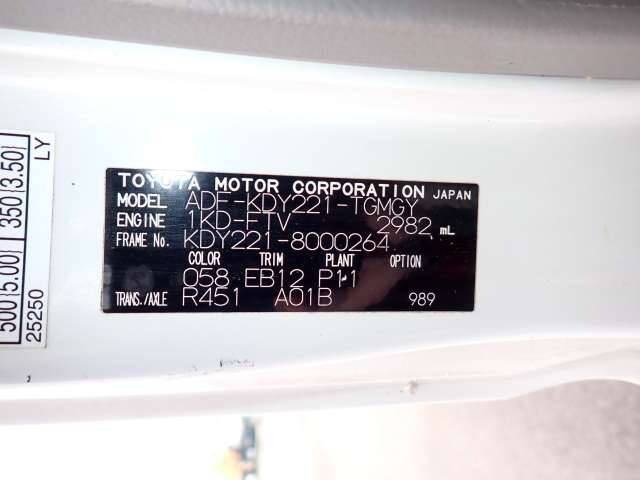 TOYOTA MOTOR CORPORATION JAPAN
MODEL ADF-KDY221-TGMGY
ENGINE 1KD-FTV 2982 mL
FRAME No. KDY221-8000264
COLOR TRIM PLANT OPTION
058 EB12 P11
TRANS./AXLE R451 A01B 989
500[5.00] 350[3.50]
25250 LY